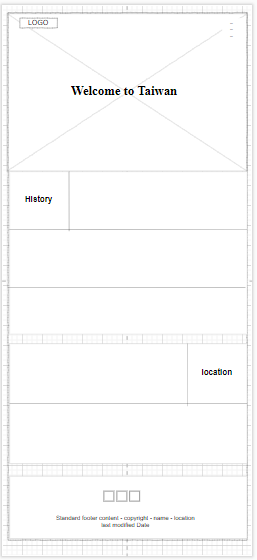 LOGO
Welcome to Taiwan
History
location
Standard footer content - copyright - name - location
last modified Date